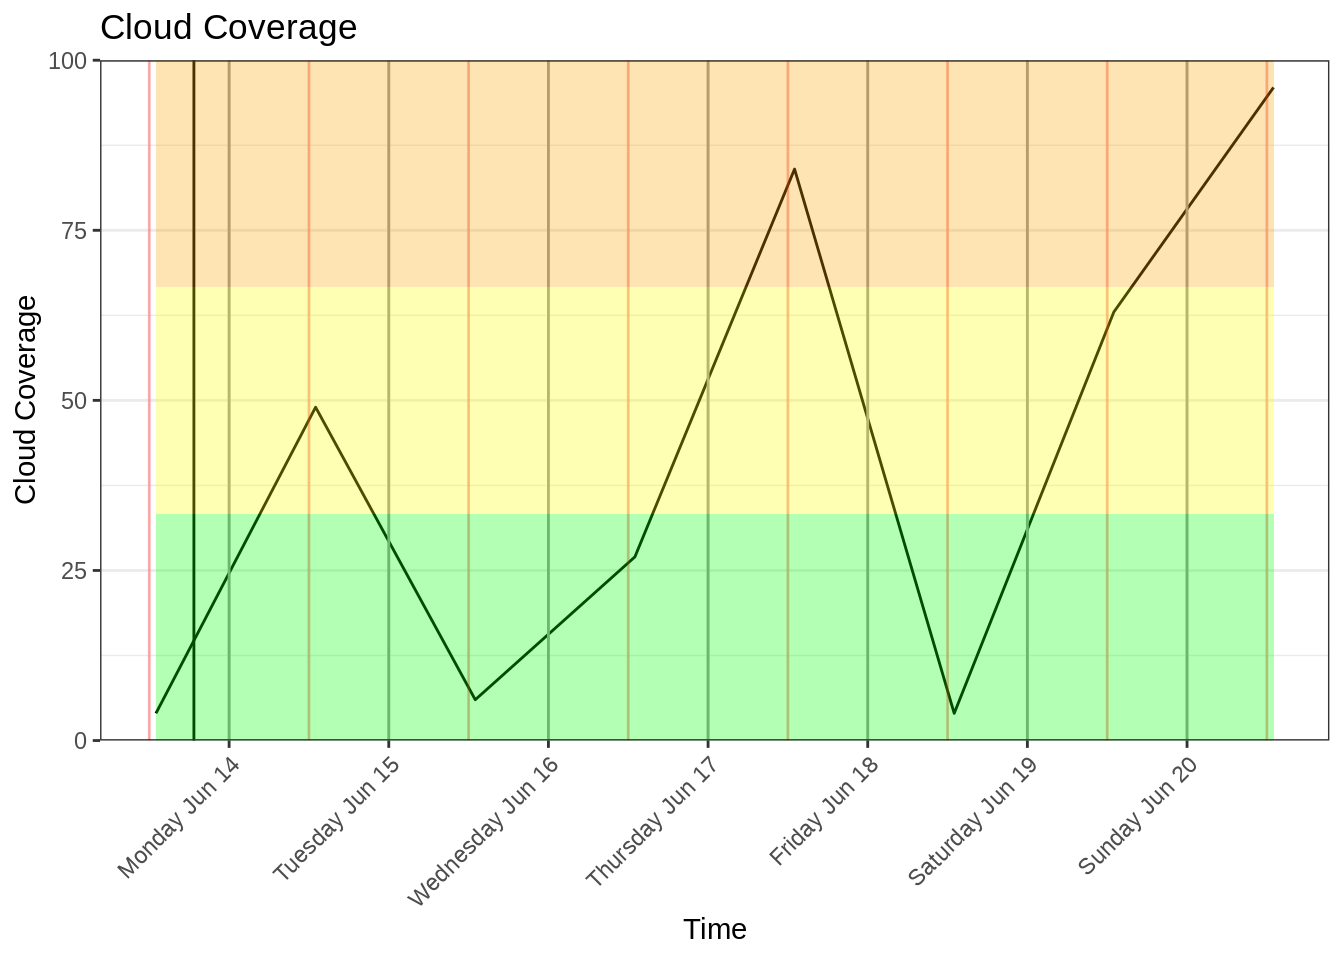 Cloud Coverage
100
75
50
25
0
Cloud Coverage
Monday Jun 14
Tuesday Jun 15
Wednesday Jun 16
Thursday Jun 17
Friday Jun 18
Saturday Jun 19
Sunday Jun 20
Time